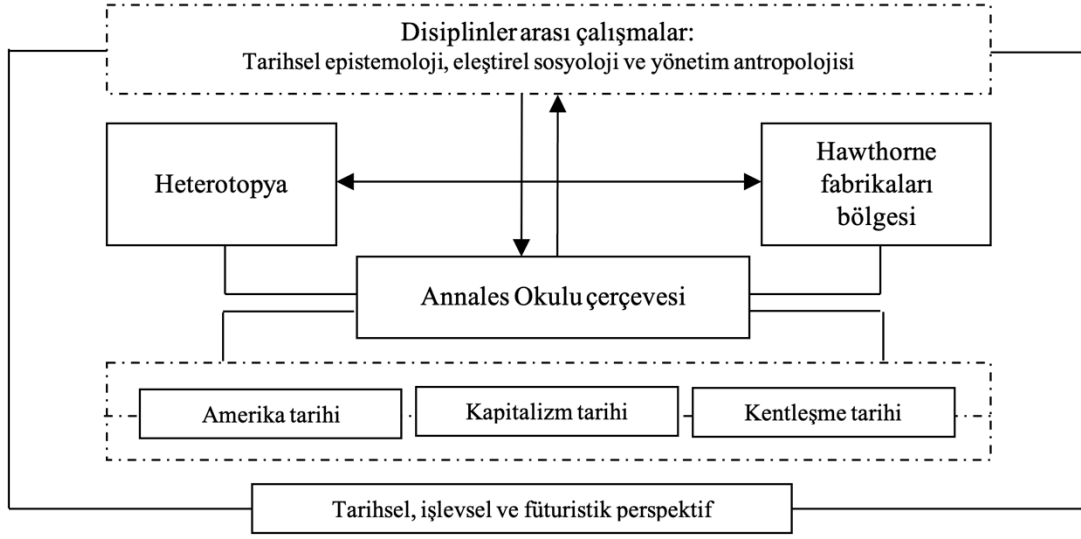 Disiplinler arası çalışmalar:
Tarihsel epistemoloji, eleştirel sosyoloji ve yönetim antropolojisi
Heterotopya
Hawthorne
fabrikaları
bölgesi
Annales Okulu çerçevesi
Amerika tarihi
Kapitalizm tarihi
Kentleşme tarihi
Tarihsel, işlevsel ve füturistik perspektif